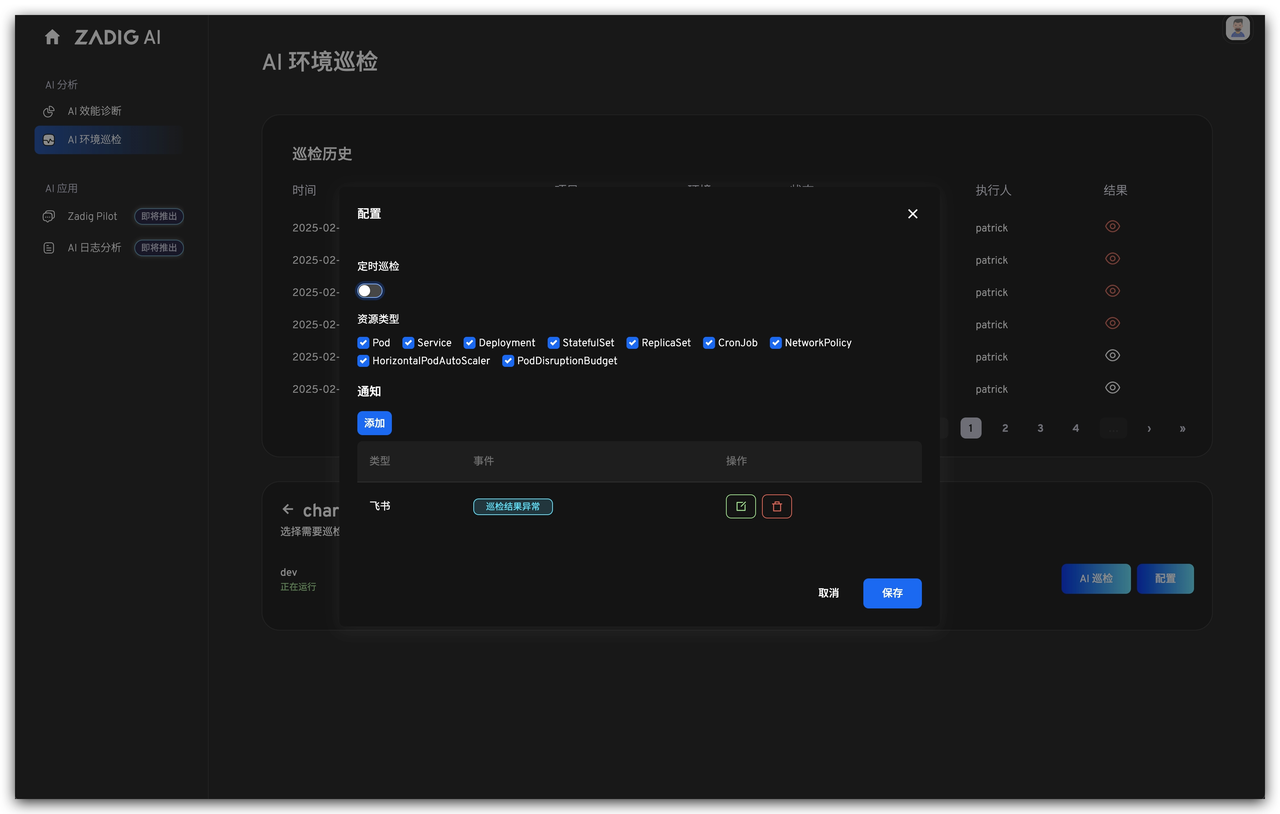 ZADIG AI
AI 分析
AI 效能诊断
AI 环境巡检
AI 应用
Zadig Pilot 即将推出
AI 日志分析 即将推出
AI 环境巡检
巡检历史
时间 执行人 结果
2025-02- patrick
2025-02- patrick
2025-02- patrick
2025-02- patrick
2025-02- patrick
2025-02- patrick
1 2 3 4 ... › »
char
选择需要巡检
dev
正在运行
AI 巡检 配置
配置
定时巡检
资源类型
Pod Service Deployment StatefulSet ReplicaSet CronJob NetworkPolicy
HorizontalPodAutoScaler PodDisruptionBudget
通知
添加
类型 事件 操作
飞书 巡检结果异常
取消 保存